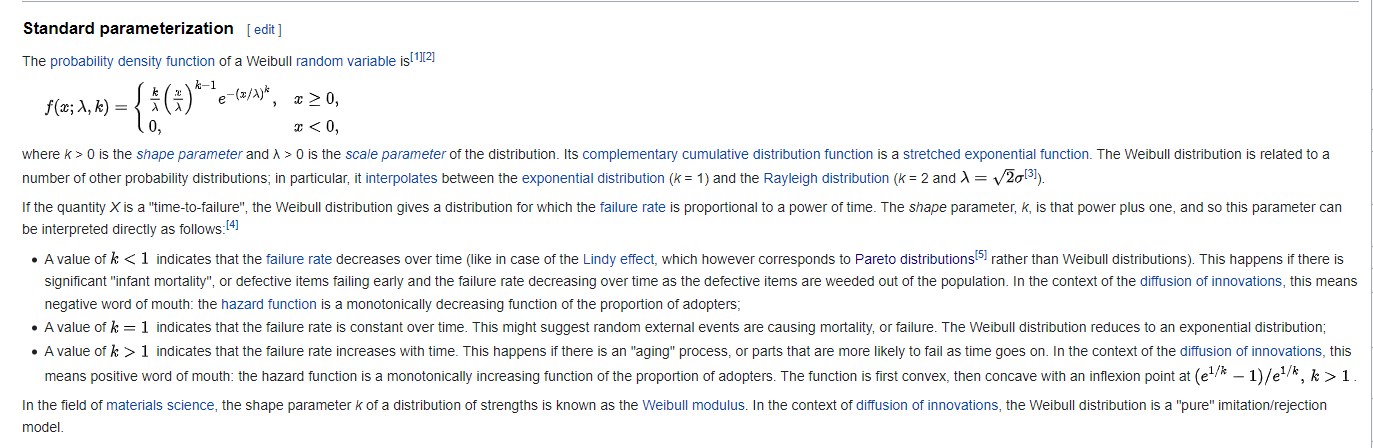 Standard parameterization [ edit ]
The probability density function of a Weibull random variable is[1][2]
f(x; λ, k) = { k/λ (x/λ)^{k−1} e^{−(x/λ)^k}, x ≥ 0,
0, x < 0,
where k > 0 is the shape parameter and λ > 0 is the scale parameter of the distribution. Its complementary cumulative distribution function is a stretched exponential function. The Weibull distribution is related to a
number of other probability distributions; in particular, it interpolates between the exponential distribution (k = 1) and the Rayleigh distribution (k = 2 and λ = √2σ[3]).
If the quantity X is a "time-to-failure", the Weibull distribution gives a distribution for which the failure rate is proportional to a power of time. The shape parameter, k, is that power plus one, and so this parameter can
be interpreted directly as follows:[4]
• A value of k < 1 indicates that the failure rate decreases over time (like in case of the Lindy effect, which however corresponds to Pareto distributions[5] rather than Weibull distributions). This happens if there is
significant "infant mortality", or defective items failing early and the failure rate decreasing over time as the defective items are weeded out of the population. In the context of the diffusion of innovations, this means
negative word of mouth: the hazard function is a monotonically decreasing function of the proportion of adopters;
• A value of k = 1 indicates that the failure rate is constant over time. This might suggest random external events are causing mortality, or failure. The Weibull distribution reduces to an exponential distribution;
• A value of k > 1 indicates that the failure rate increases with time. This happens if there is an "aging" process, or parts that are more likely to fail as time goes on. In the context of the diffusion of innovations, this
means positive word of mouth: the hazard function is a monotonically increasing function of the proportion of adopters. The function is first convex, then concave with an inflexion point at (e^{1/k} − 1)/e^{1/k}, k > 1.
In the field of materials science, the shape parameter k of a distribution of strengths is known as the Weibull modulus. In the context of diffusion of innovations, the Weibull distribution is a "pure" imitation/rejection
model.